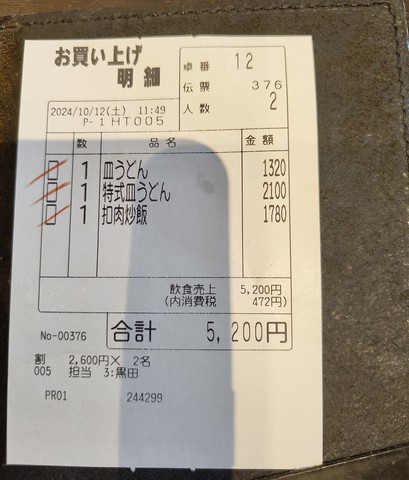 お買い上げ
明細
卓番 12
伝票 376
人数 2
2024/10/12(土) 11:49
P-1HT005
数 品名 金額
1 皿うどん 1320
1 特式皿うどん 2100
1 扣肉炒飯 1780
飲食売上 5,200円
(内消費税 472円)
No-00376 合計 5,200円
割 2,600円× 2名
005 担当 3:黒田
PR01 244299